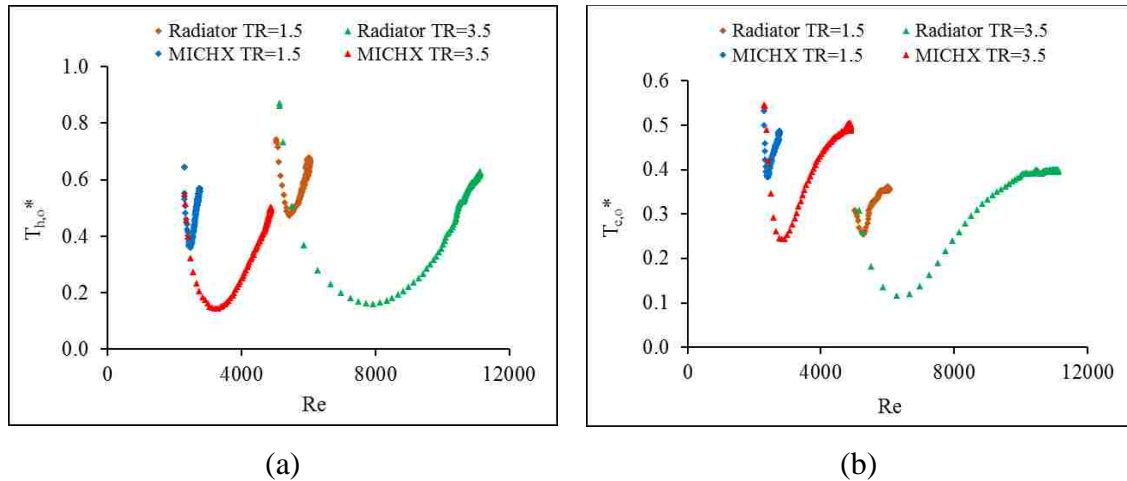 Radiator TR=1.5 Radiator TR=3.5
MICHX TR=1.5 MICHX TR=3.5
1.0
0.8
0.6
0.4
0.2
0.0
T_{h,o}*
0 4000 8000 12000
Re
(a)
Radiator TR=1.5 Radiator TR=3.5
MICHX TR=1.5 MICHX TR=3.5
0.6
0.5
0.4
0.3
0.2
0.1
0.0
T_{c,o}*
0 4000 8000 12000
Re
(b)